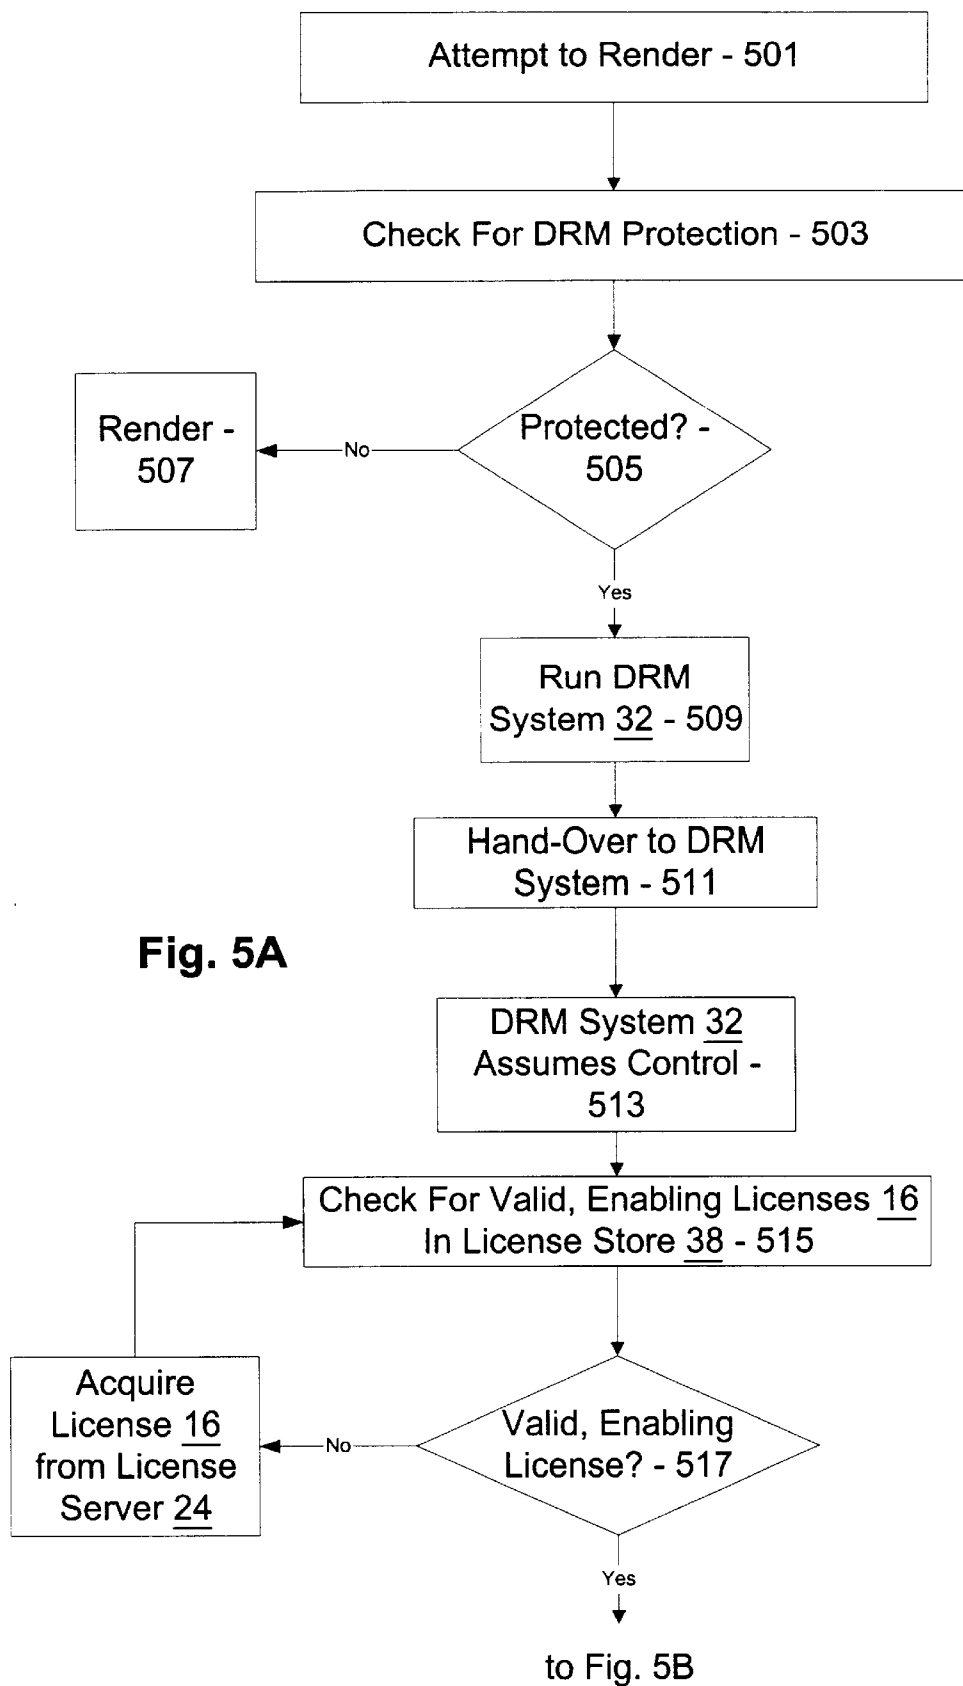 Attempt to Render - 501
Check For DRM Protection - 503
Protected? -
505
No
Render -
507
Yes
Run DRM
System 32 - 509
Hand-Over to DRM
System - 511
Fig. 5A
DRM System 32
Assumes Control -
513
Check For Valid, Enabling Licenses 16
In License Store 38 - 515
Valid, Enabling
License? - 517
No
Acquire
License 16
from License
Server 24
Yes
to Fig. 5B